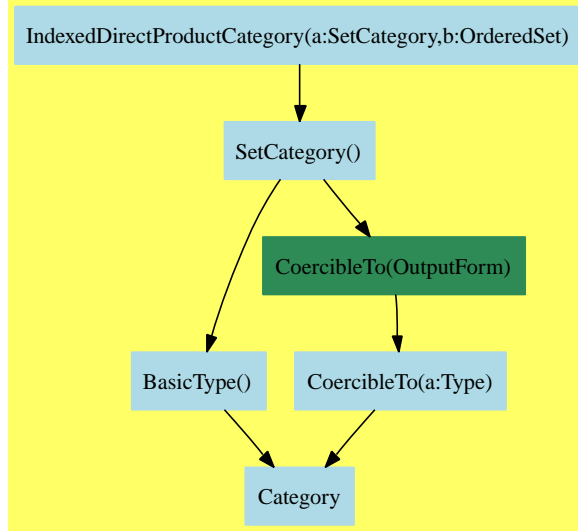 IndexedDirectProductCategory(a:SetCategory,b:OrderedSet)
SetCategory()
CoercibleTo(OutputForm)
BasicType()
CoercibleTo(a:Type)
Category